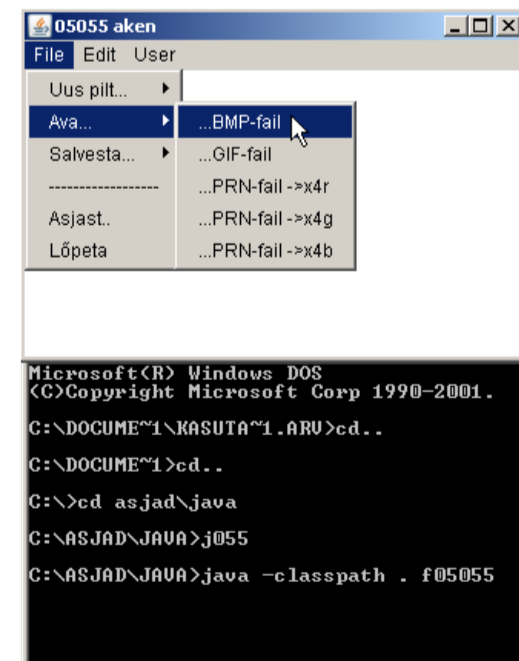 05055 aken
File Edit User
Uus pilt...
Ava...
Salvesta...
------------------
Asjast..
Lõpeta
...BMP-fail
...GIF-fail
...PRN-fail ->x4r
...PRN-fail ->x4g
...PRN-fail ->x4b
Microsoft(R) Windows DOS
(C)Copyright Microsoft Corp 1990-2001.
C:\DOCUME~1\KASUTA~1.ARV>cd..
C:\DOCUME~1>cd..
C:\>cd asjad\java
C:\ASJAD\JAVA>j055
C:\ASJAD\JAVA>java -classpath . f05055